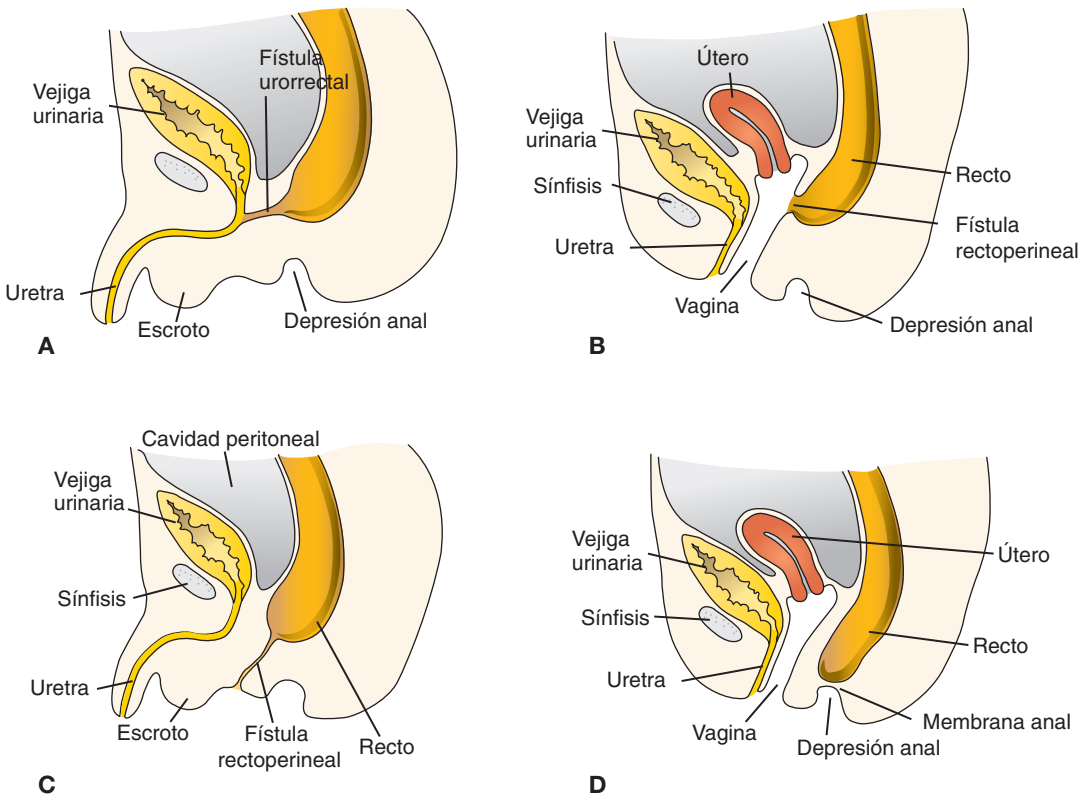 Fístula
urorrectal
Vejiga
urinaria
Uretra
Escroto
Depresión anal
A
Útero
Vejiga
urinaria
Sínfisis
Uretra
Vagina
Recto
Fístula
rectoperineal
Depresión anal
B
Cavidad peritoneal
Vejiga
urinaria
Sínfisis
Uretra
Escroto
Fístula
rectoperineal
Recto
C
Vejiga
urinaria
Sínfisis
Uretra
Vagina
Útero
Recto
Membrana anal
Depresión anal
D